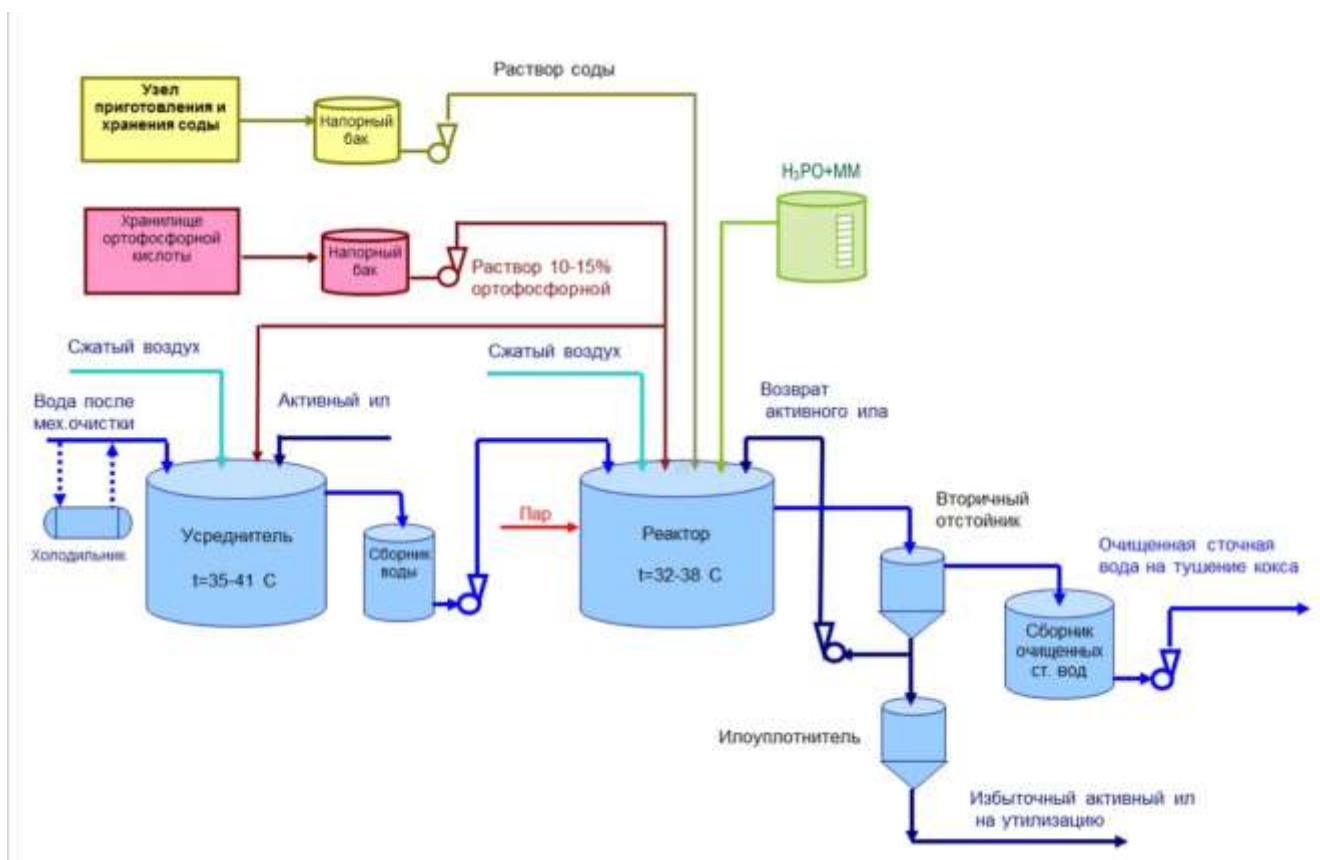 Раствор соды
Узел
приготовления и
хранения соды
Напорный
бак
H₃PO+MM
Хранилище
ортофосфорной
кислоты
Напорный
бак
Раствор 10-15%
ортофосфорной
Сжатый воздух
Сжатый воздух
Вода после
мех.очистки
Активный ил
Возврат
активного ила
Холодильник
Усреднитель
t=35-41 C
Сборник
воды
Пар
Реактор
t=32-38 C
Вторичный
отстойник
Очищенная сточная
вода на тушение кокса
Сборник
очищенных
ст. вод
Илоуплотнитель
Избыточный активный ил
на утилизацию